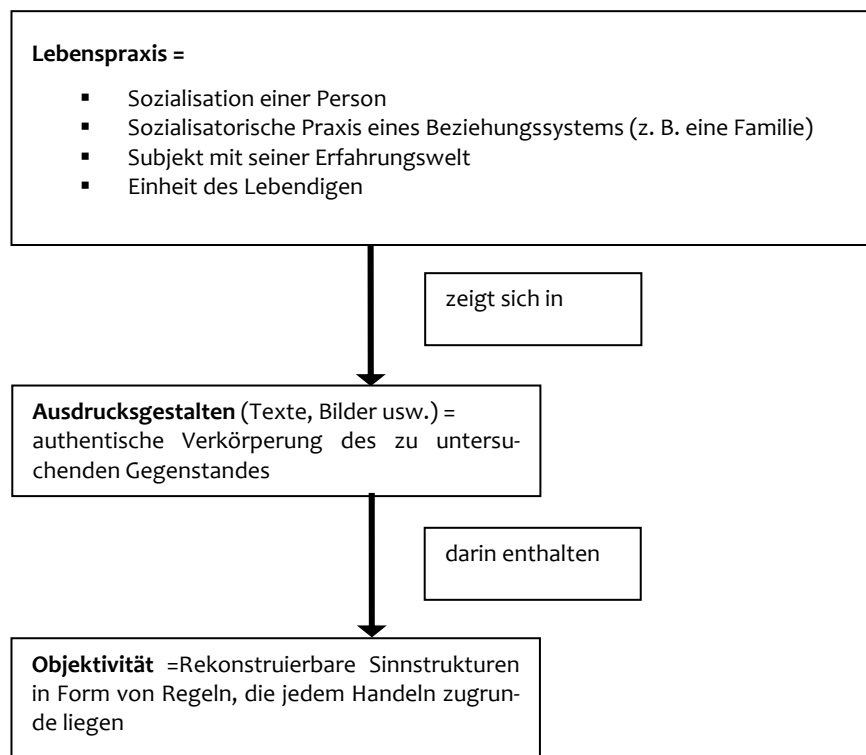 Lebenspraxis =
▪ Sozialisation einer Person
▪ Sozialisatorische Praxis eines Beziehungssystems (z. B. eine Familie)
▪ Subjekt mit seiner Erfahrungswelt
▪ Einheit des Lebendigen
zeigt sich in
Ausdrucksgestalten (Texte, Bilder usw.) =
authentische Verkörperung des zu untersu-
chenden Gegenstandes
darin enthalten
Objektivität =Rekonstruierbare Sinnstrukturen
in Form von Regeln, die jedem Handeln zugrun-
de liegen